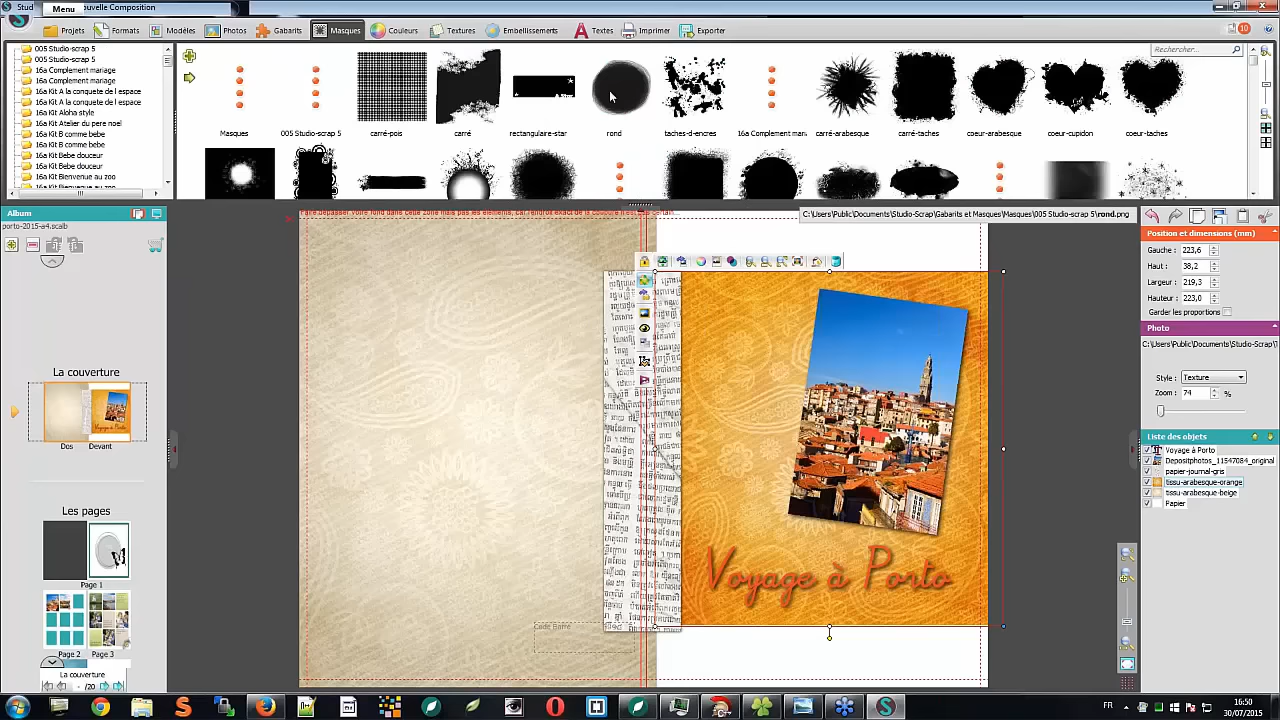 Stud
Menu
uvelle Composition
Projets
Formats
Modèles
Photos
Gabarits
Masques
Couleurs
Textures
Embellissements
Textes
Imprimer
Exporter
10
005 Studio-scrap 5
005 Studio-scrap 5
16a Complement mariage
16a Complement mariage
16a Kit A la conquete de l espace
16a Kit A la conquete de l espace
16a Kit Aloha style
16a Kit Atelier du pere noel
16a Kit B comme bebe
16a Kit B comme bebe
16a Kit Bebe douceur
16a Kit Bebe douceur
16a Kit Bienvenue au zoo
Rechercher...
Masques
005 Studio-scrap 5
carré-pois
carré
rectangulaire-star
rond
taches-d-encres
16a Complement mari
carré-arabesque
carré-taches
coeur-arabesque
coeur-cupidon
coeur-taches
C:\Users\Public\Documents\Studio-Scrap\Gabarits et Masques\Masques\005 Studio-scrap 5\rond.png
Album
porto-2015-a4.scalb
La couverture
Dos
Devant
Les pages
Page 1
Page 2
Page 3
La couverture
- /20
Voyage à Porto
Code Barre
Position et dimensions (mm)
Gauche : 223,6
Haut : 38,2
Largeur : 219,3
Hauteur : 223,0
Garder les proportions
Photo
C:\Users\Public\Documents\Studio-Scrap\
Style : Texture
Zoom : 74 %
Liste des objets
Voyage à Porto
Depositphotos_11547084_original
papier-journal-gris
tissu-arabesque-orange
tissu-arabesque-beige
Papier
FR
16:50
30/07/2015